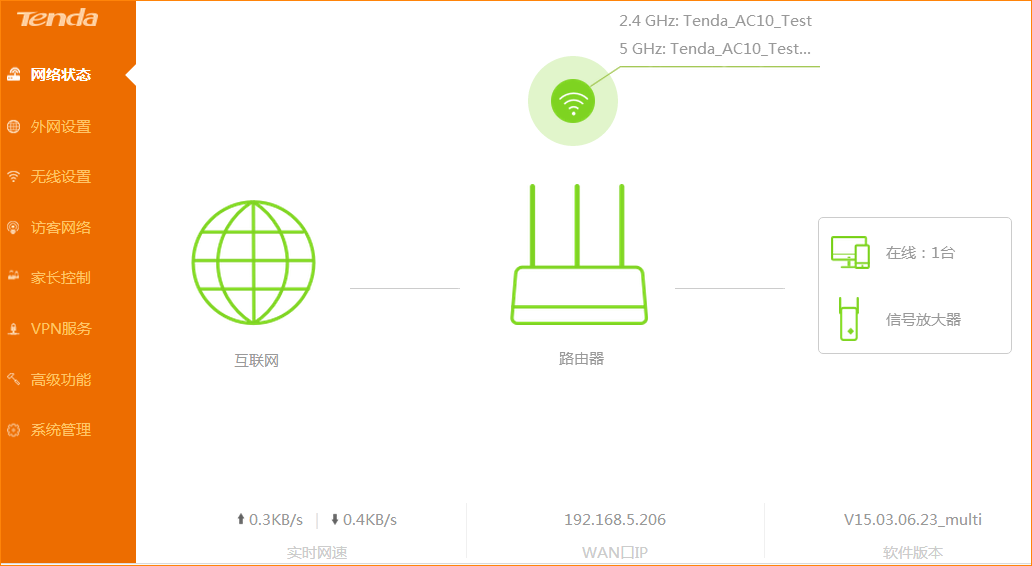 Tenda
网络状态
外网设置
无线设置
访客网络
家长控制
VPN服务
高级功能
系统管理
2.4 GHz: Tenda_AC10_Test
5 GHz: Tenda_AC10_Test...
互联网
路由器
在线：1台
信号放大器
0.3KB/s | 0.4KB/s
实时网速
192.168.5.206
WAN口IP
V15.03.06.23_multi
软件版本